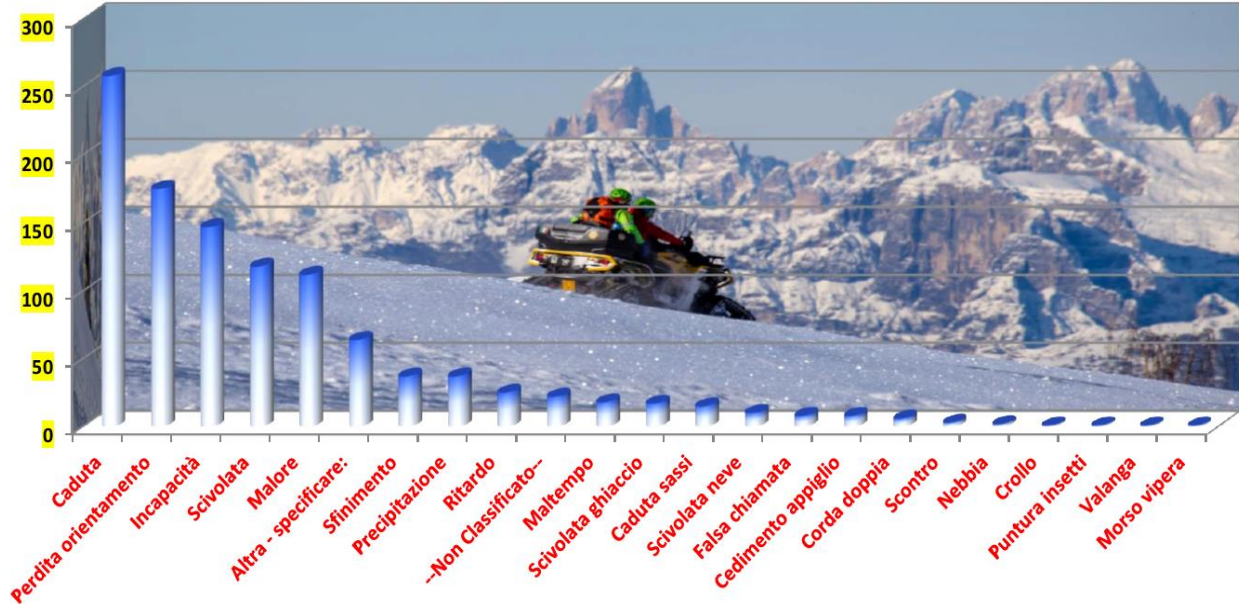 300
250
200
150
100
50
0
Caduta
Perdita orientamento
Incapacità
Scivolata
Malore
Altra - specificare:
Sfinimento
Precipitazione
Ritardo
--Non Classificato--
Maltempo
Scivolata ghiaccio
Caduta sassi
Scivolata neve
Falsa chiamata
Cedimento appiglio
Corda doppia
Scontro
Nebbia
Crollo
Puntura insetti
Valanga
Morso vipera